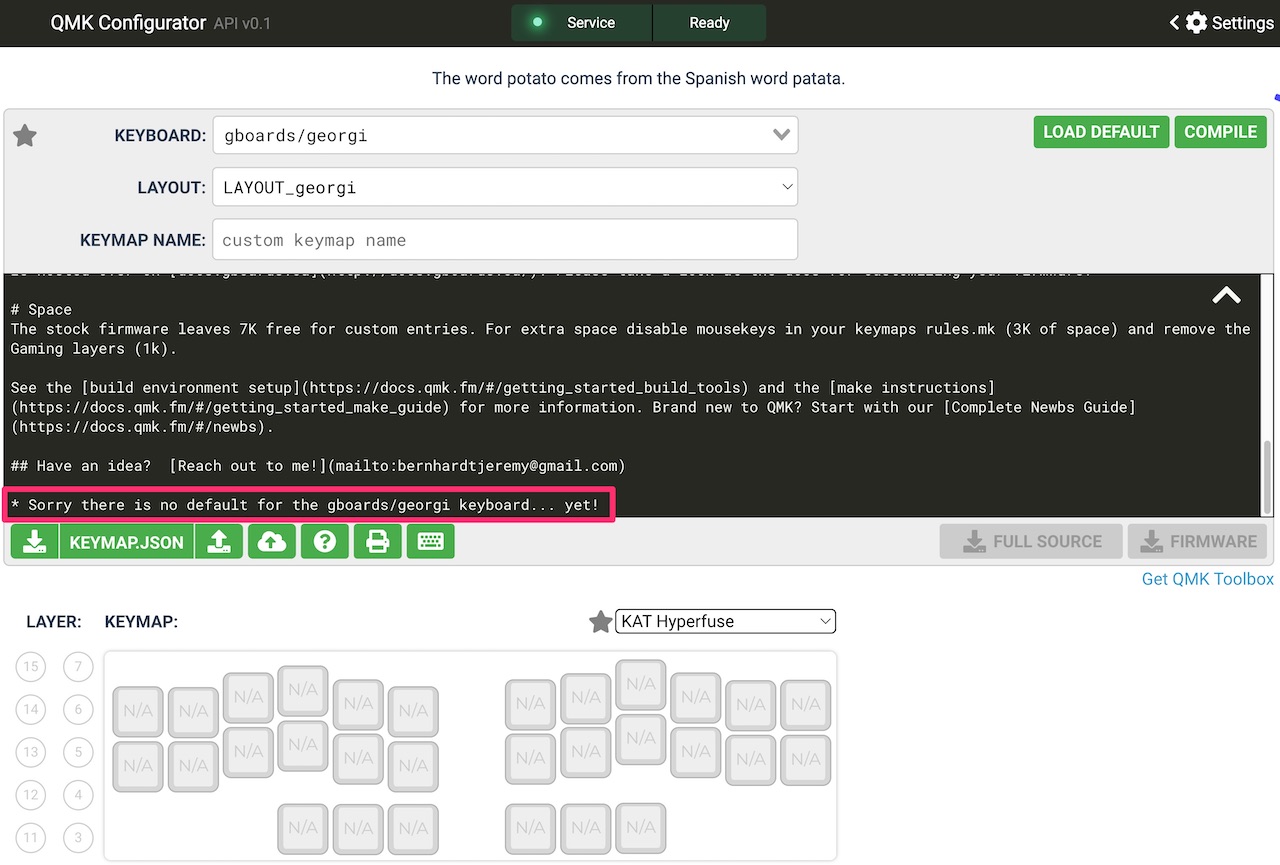 QMK Configurator API v0.1
Service
Ready
Settings
The word potato comes from the Spanish word patata.
KEYBOARD: gboards/georgi
LOAD DEFAULT
COMPILE
LAYOUT: LAYOUT_georgi
KEYMAP NAME: custom keymap name
# Space
The stock firmware leaves 7K free for custom entries. For extra space disable mousekeys in your keymaps rules.mk (3K of space) and remove the
Gaming layers (1k).
See the [build environment setup](https://docs.qmk.fm/#/getting_started_build_tools) and the [make instructions]
(https://docs.qmk.fm/#/getting_started_make_guide) for more information. Brand new to QMK? Start with our [Complete Newbs Guide]
(https://docs.qmk.fm/#/newbs).
## Have an idea?  [Reach out to me!](mailto:bernhardtjeremy@gmail.com)
* Sorry there is no default for the gboards/georgi keyboard... yet!
KEYMAP.JSON
?
FULL SOURCE
FIRMWARE
Get QMK Toolbox
LAYER: KEYMAP:
KAT Hyperfuse
15 7
14 6
13 5
12 4
11 3
N/A N/A N/A N/A N/A N/A N/A N/A N/A N/A N/A N/A
N/A N/A N/A N/A N/A N/A N/A N/A N/A N/A N/A N/A
N/A N/A N/A N/A N/A N/A